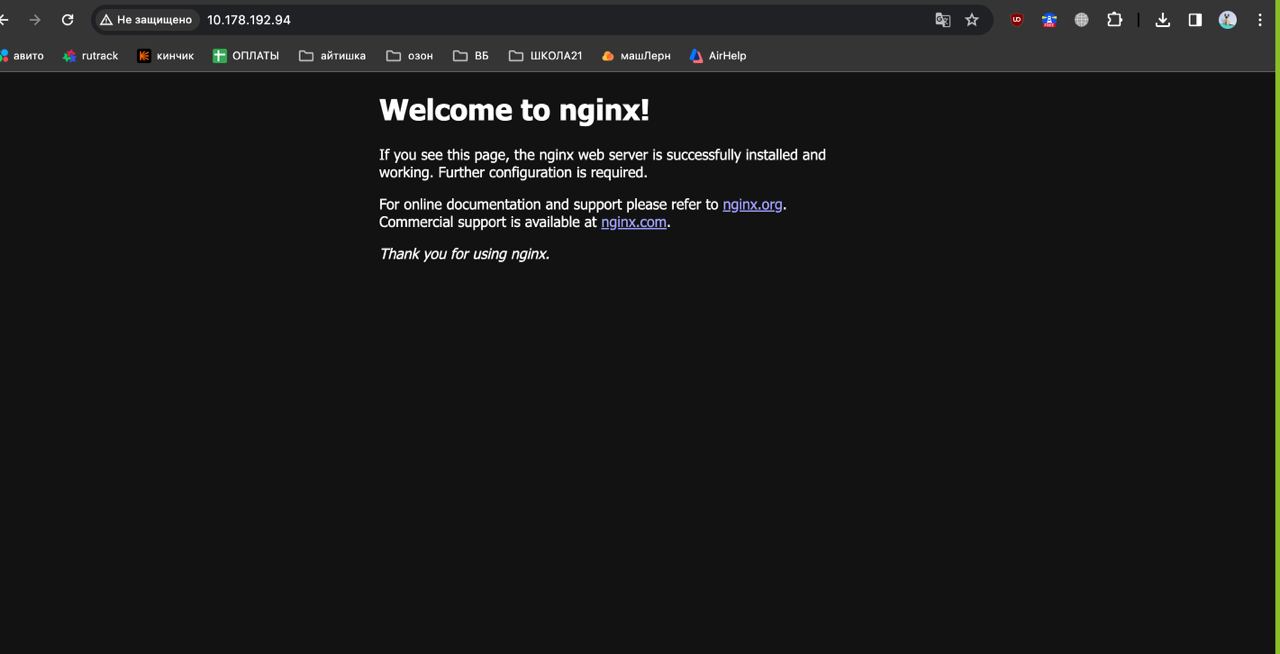 Не защищено 10.178.192.94
авито rutrack кинчик ОПЛАТЫ айтишка озон ВБ ШКОЛА21 машЛерн AirHelp
Welcome to nginx!
If you see this page, the nginx web server is successfully installed and
working. Further configuration is required.
For online documentation and support please refer to nginx.org.
Commercial support is available at nginx.com.
Thank you for using nginx.